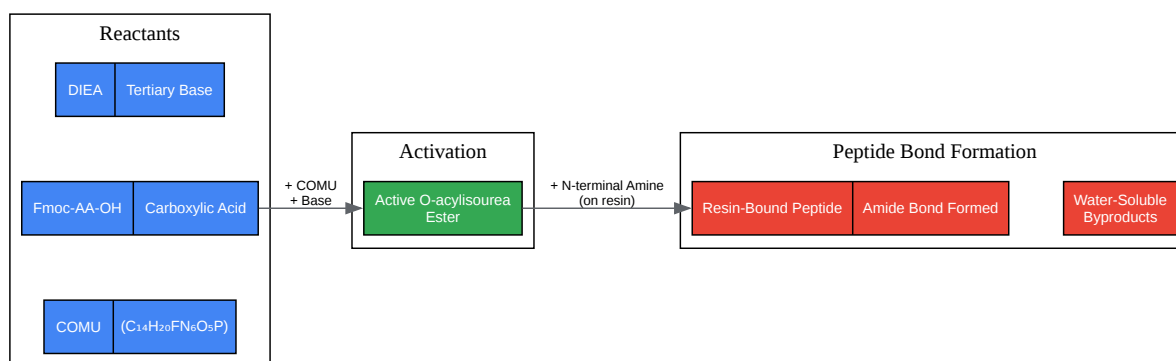 Reactants
DIEA
Tertiary Base
Fmoc-AA-OH
Carboxylic Acid
COMU
(C₁₄H₂₀FN₆O₅P)
+ COMU
+ Base
Activation
Active O-acylisourea
Ester
+ N-terminal Amine
(on resin)
Peptide Bond Formation
Resin-Bound Peptide
Amide Bond Formed
Water-Soluble
Byproducts